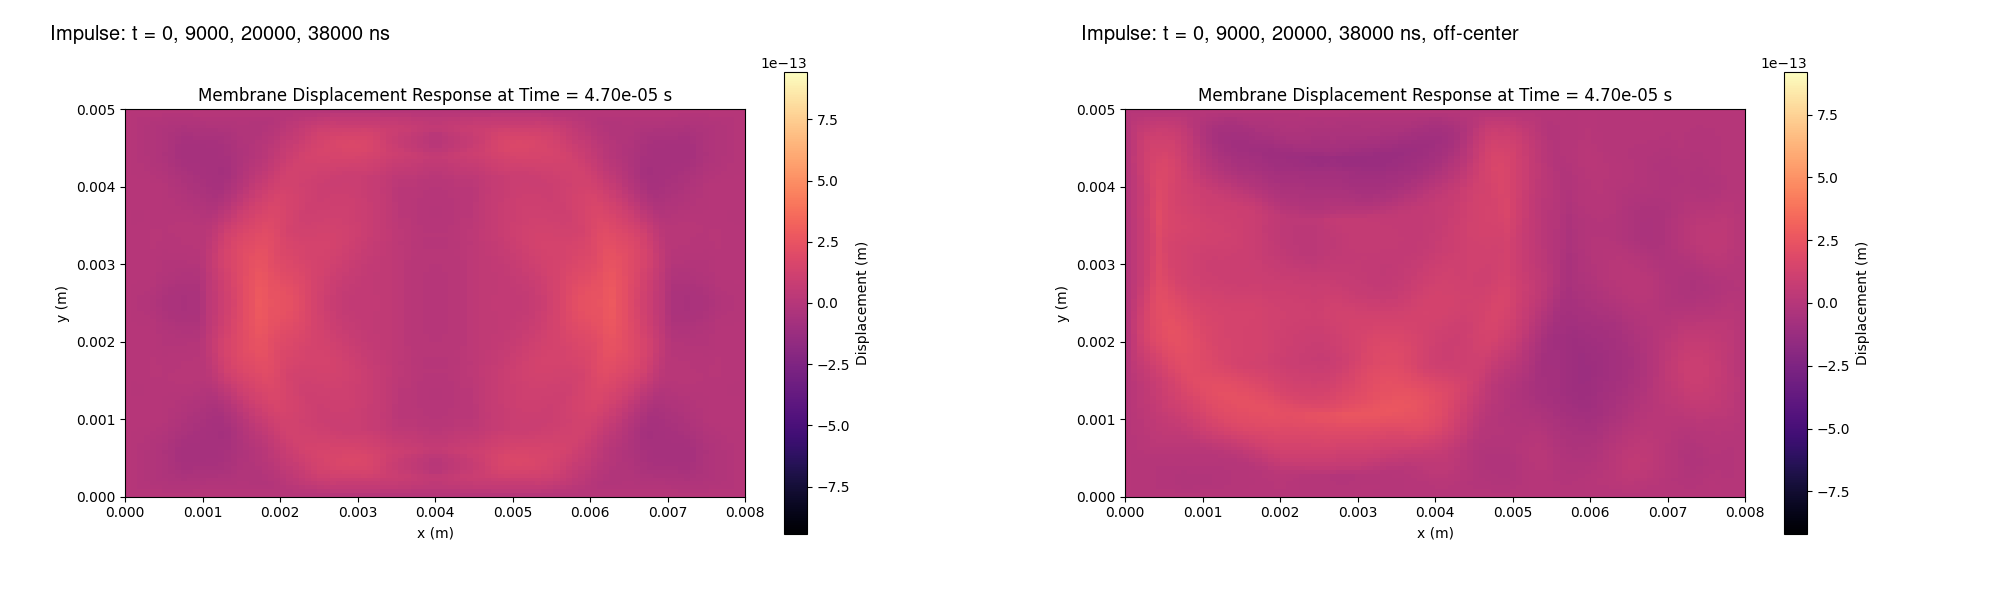 Impulse: t = 0, 9000, 20000, 38000 ns
1e−13
Membrane Displacement Response at Time = 4.70e-05 s
0.005
0.004
0.003
0.002
0.001
0.000
y (m)
0.000 0.001 0.002 0.003 0.004 0.005 0.006 0.007 0.008
x (m)
7.5
5.0
2.5
0.0
−2.5
−5.0
−7.5
Displacement (m)
Impulse: t = 0, 9000, 20000, 38000 ns, off-center
1e−13
Membrane Displacement Response at Time = 4.70e-05 s
0.005
0.004
0.003
0.002
0.001
0.000
y (m)
0.000 0.001 0.002 0.003 0.004 0.005 0.006 0.007 0.008
x (m)
7.5
5.0
2.5
0.0
−2.5
−5.0
−7.5
Displacement (m)